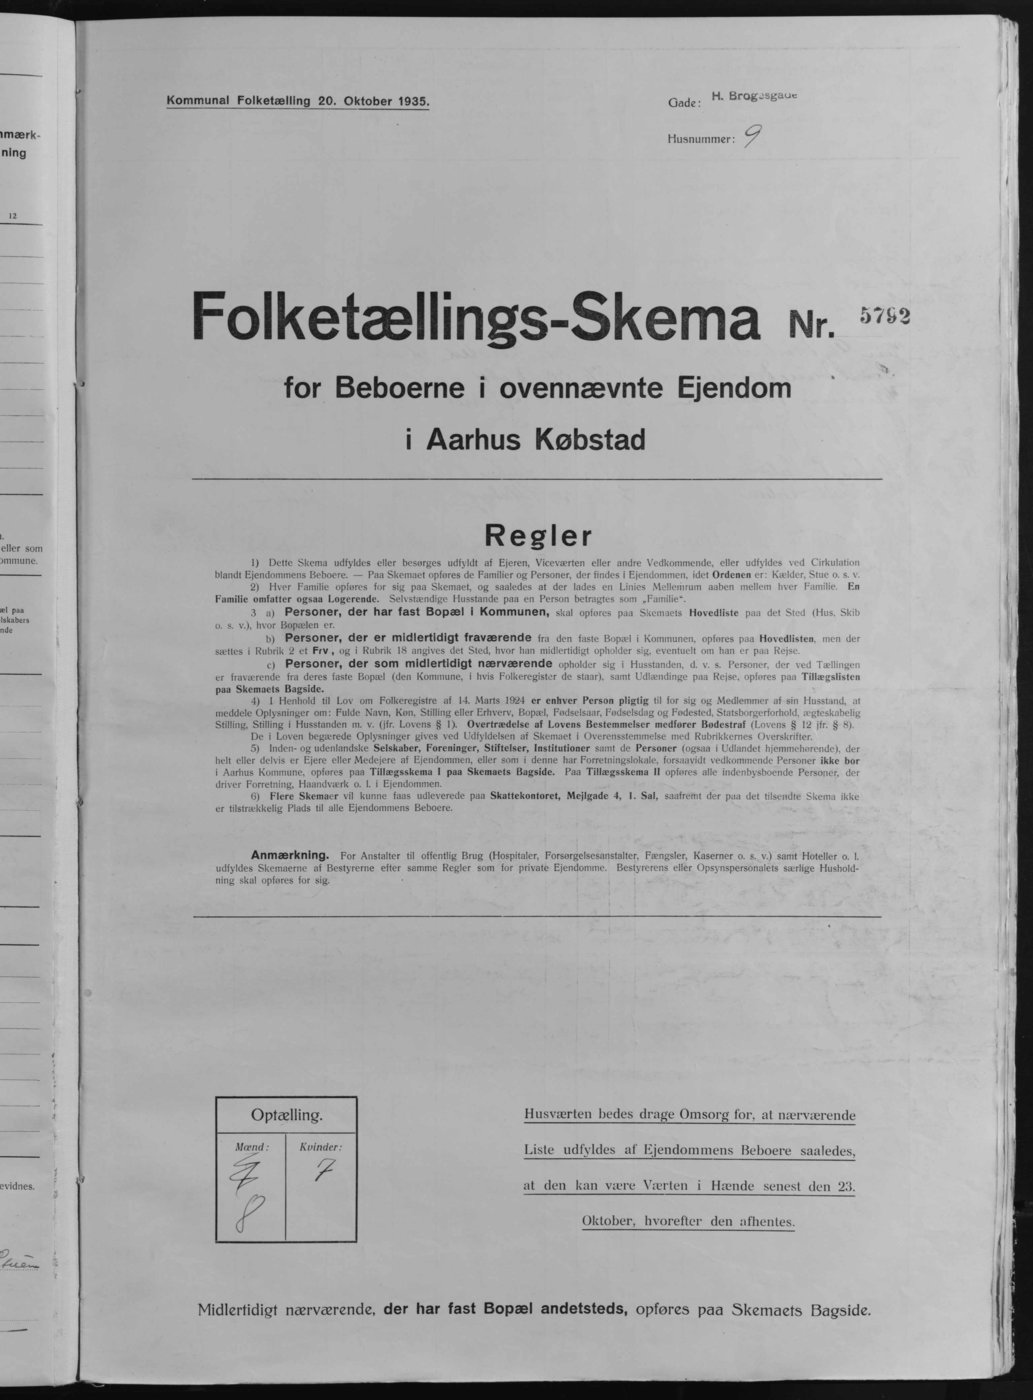 Kommunal Folketælling 20. Oktober 1935.
Gade: H. Brogesgade
Husnummer: 9
Folketællings-Skema Nr. 5792
for Beboerne i ovennævnte Ejendom
i Aarhus Købstad
Regler
1) Dette Skema udfyldes eller besørges udfyldt af Ejeren, Viceværten eller andre Vedkommende, eller udfyldes ved Cirkulation
blandt Ejendommens Beboere. — Paa Skemaet opføres de Familier og Personer, der findes i Ejendommen, idet Ordenen er: Kælder, Stue o. s. v.
2) Hver Familie opføres for sig paa Skemaet, og saaledes at der lades en Linies Mellemrum aaben mellem hver Familie. En
Familie omfatter ogsaa Logerende. Selvstændige Husstande paa en Person betragtes som „Familie“.
3 a) Personer, der har fast Bopæl i Kommunen, skal opføres paa Skemaets Hovedliste paa det Sted (Hus, Skib
o. s. v.), hvor Bopælen er.
b) Personer, der er midlertidigt fraværende fra den faste Bopæl i Kommunen, opføres paa Hovedlisten, men der
sættes i Rubrik 2 et Frv., og i Rubrik 18 angives det Sted, hvor han midlertidigt opholder sig, eventuelt om han er paa Rejse.
c) Personer, der som midlertidigt nærværende opholder sig i Husstanden, d. v. s. Personer, der ved Tællingen
er fraværende fra deres faste Bopæl (den Kommune, i hvis Folkeregister de staar), samt Udlændinge paa Rejse, opføres paa Tillægslisten
paa Skemaets Bagside.
4) I Henhold til Lov om Folkeregistre af 14. Marts 1924 er enhver Person pligtig til for sig og Medlemmer af sin Husstand, at
meddele Oplysninger om: Fulde Navn, Køn, Stilling eller Erhverv, Bopæl, Fødselsaar, Fødselsdag og Fødested, Statsborgerforhold, ægteskabelig
Stilling, Stilling i Husstanden m. v. (jfr. Lovens § 1). Overtrædelse af Lovens Bestemmelser medfører Bødestraf (Lovens § 12 jfr. § 8).
De i Loven begærede Oplysninger gives ved Udfyldelsen af Skemaet i Overensstemmelse med Rubrikkernes Overskrifter.
5) Inden- og udenlandske Selskaber, Foreninger, Stiftelser, Institutioner samt de Personer (ogsaa i Udlandet hjemmehørende), der
helt eller delvis er Ejere eller Medejere af Ejendommen, eller som i denne har Forretningslokale, forsaavidt vedkommende Personer ikke bor
i Aarhus Kommune, opføres paa Tillægsskema I paa Skemaets Bagside. Paa Tillægsskema II opføres alle indenbysboende Personer, der
driver Forretning, Haandværk o. l. i Ejendommen.
6) Flere Skemaer vil kunne faas udleverede paa Skattekontoret, Mejlgade 4, 1. Sal, saafremt der paa det tilsendte Skema ikke
er tilstrækkelig Plads til alle Ejendommens Beboere.
Anmærkning. For Anstalter til offentlig Brug (Hospitaler, Forsørgelsesanstalter, Fængsler, Kaserner o. s. v.) samt Hoteller o. l.
udfyldes Skemaerne af Bestyrerne efter samme Regler som for private Ejendomme. Bestyrerens eller Opsynspersonalets særlige Hushold-
ning skal opføres for sig.
Optælling.
Mænd: Kvinder:
7
8
Husværten bedes drage Omsorg for, at nærværende
Liste udfyldes af Ejendommens Beboere saaledes,
at den kan være Værten i Hænde senest den 23.
Oktober, hvorefter den afhentes.
Midlertidigt nærværende, der har fast Bopæl andetsteds, opføres paa Skemaets Bagside.